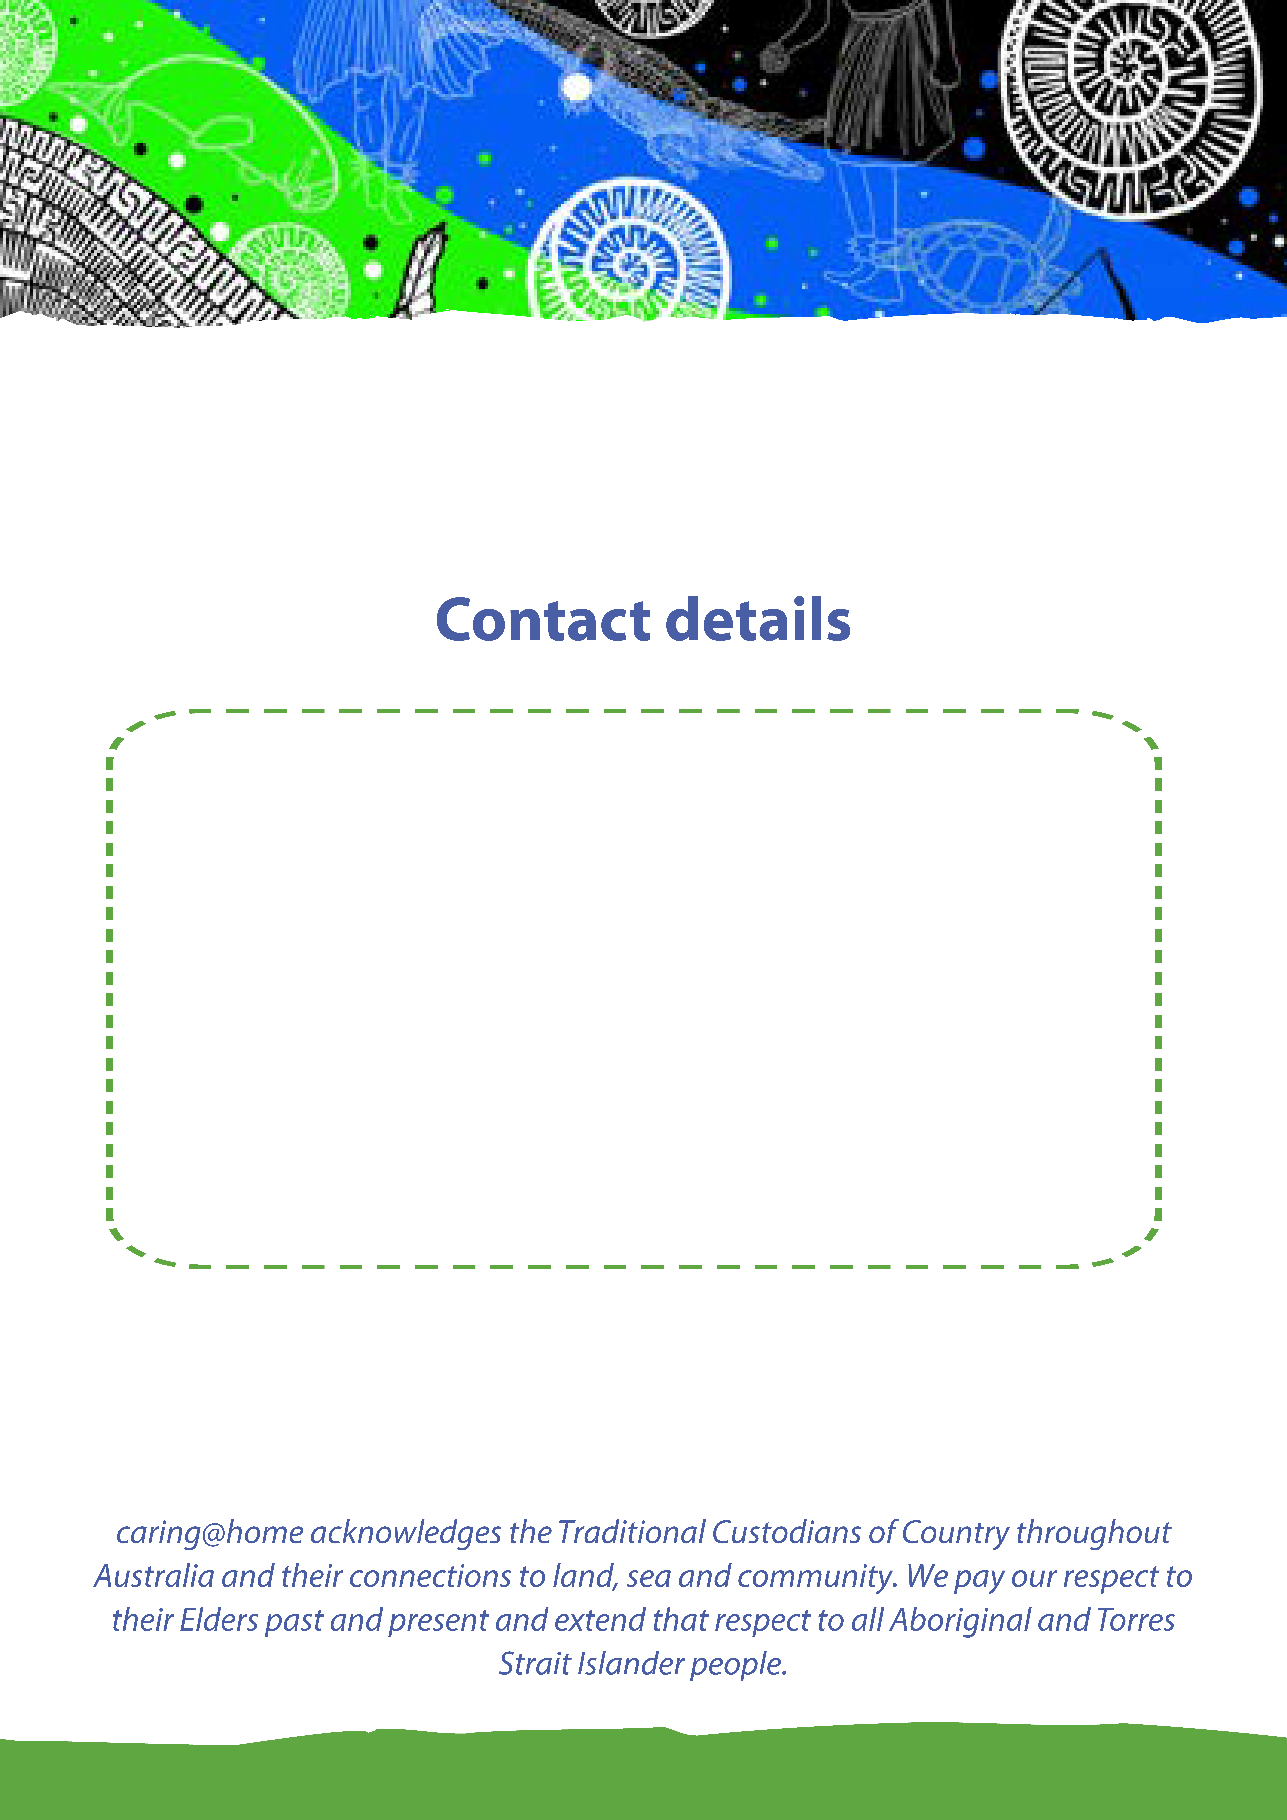 Contact details
caring@home acknowledges the Traditional Custodians of Country throughout
Australia and their connections to land, sea and community. We pay our respect to
their Elders past and present and extend that respect to all Aboriginal and Torres
Strait Islander people.